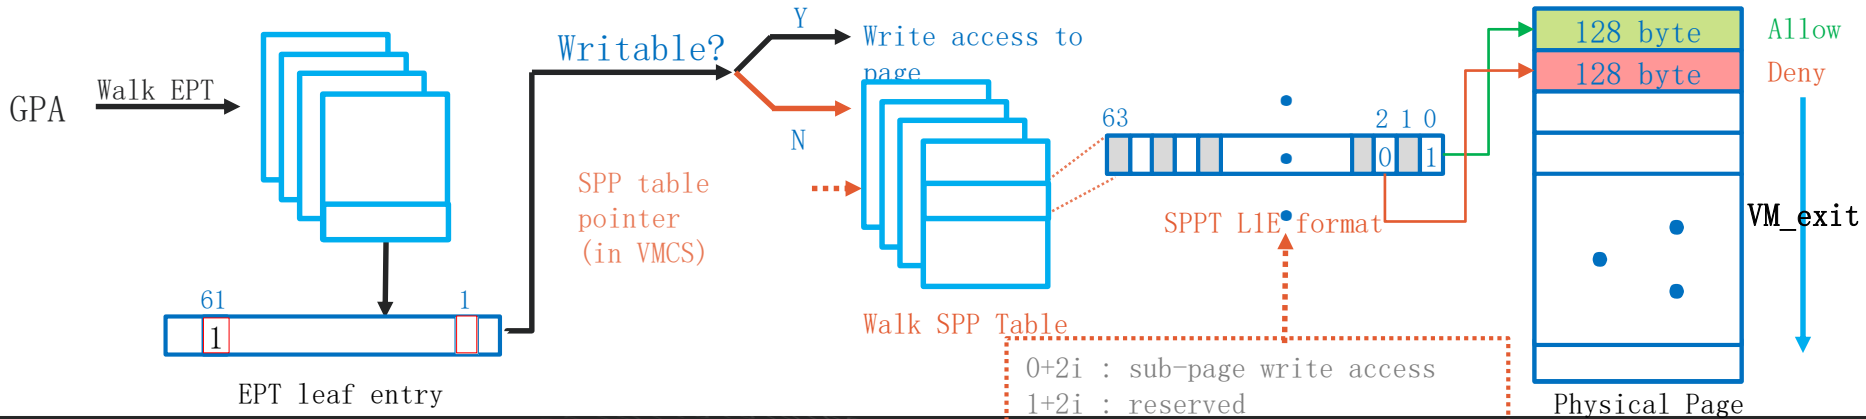 GPA
Walk EPT
61
1
1
EPT leaf entry
Writable?
Y
N
Write access to
page
SPP table
pointer
(in VMCS)
Walk SPP Table
63
2 1 0
0
1
SPPT L1E format
0+2i : sub-page write access
1+2i : reserved
128 byte
Allow
128 byte
Deny
VM_exit
Physical Page